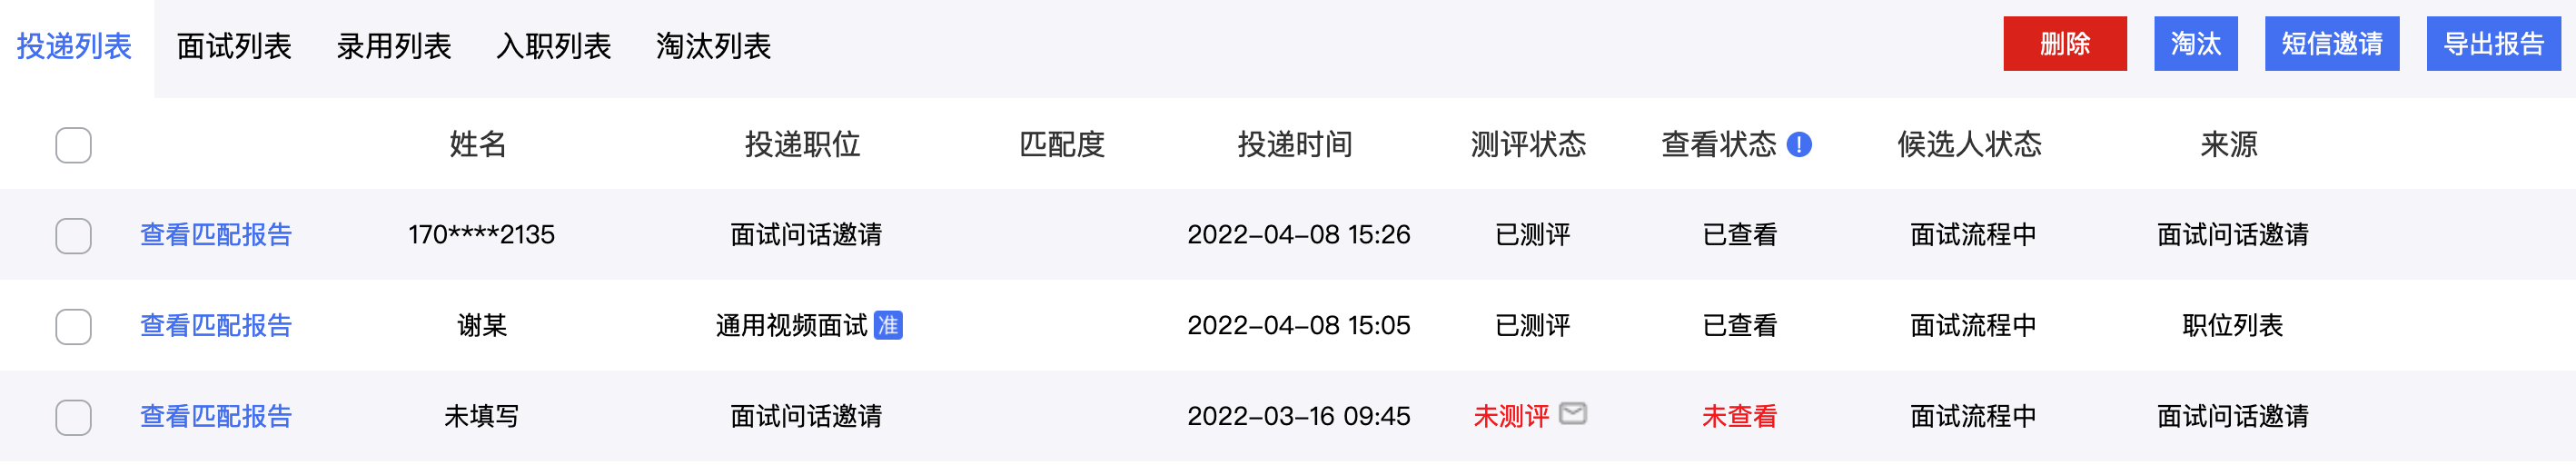 投递列表 面试列表 录用列表 入职列表 淘汰列表 删除 淘汰 短信邀请 导出报告
姓名 投递职位 匹配度 投递时间 测评状态 查看状态 ! 候选人状态 来源
查看匹配报告 170****2135 面试问话邀请 2022-04-08 15:26 已测评 已查看 面试流程中 面试问话邀请
查看匹配报告 谢某 通用视频面试 准 2022-04-08 15:05 已测评 已查看 面试流程中 职位列表
查看匹配报告 未填写 面试问话邀请 2022-03-16 09:45 未测评 未查看 面试流程中 面试问话邀请